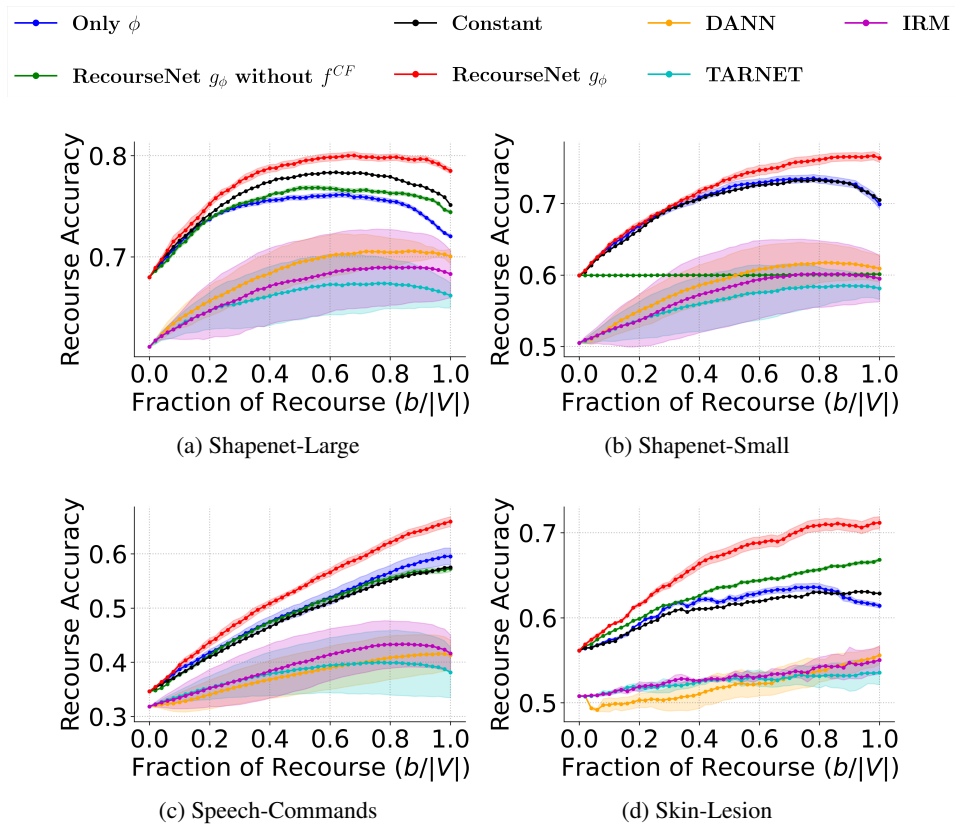 Only ϕ
Constant
DANN
IRM
RecourseNet gϕ without f^CF
RecourseNet gϕ
TARNET
Recourse Accuracy
0.8
0.7
0.0 0.2 0.4 0.6 0.8 1.0
Fraction of Recourse (b/|V|)
(a) Shapenet-Large
Recourse Accuracy
0.7
0.6
0.5
0.0 0.2 0.4 0.6 0.8 1.0
Fraction of Recourse (b/|V|)
(b) Shapenet-Small
Recourse Accuracy
0.6
0.5
0.4
0.3
0.0 0.2 0.4 0.6 0.8 1.0
Fraction of Recourse (b/|V|)
(c) Speech-Commands
Recourse Accuracy
0.7
0.6
0.5
0.0 0.2 0.4 0.6 0.8 1.0
Fraction of Recourse (b/|V|)
(d) Skin-Lesion